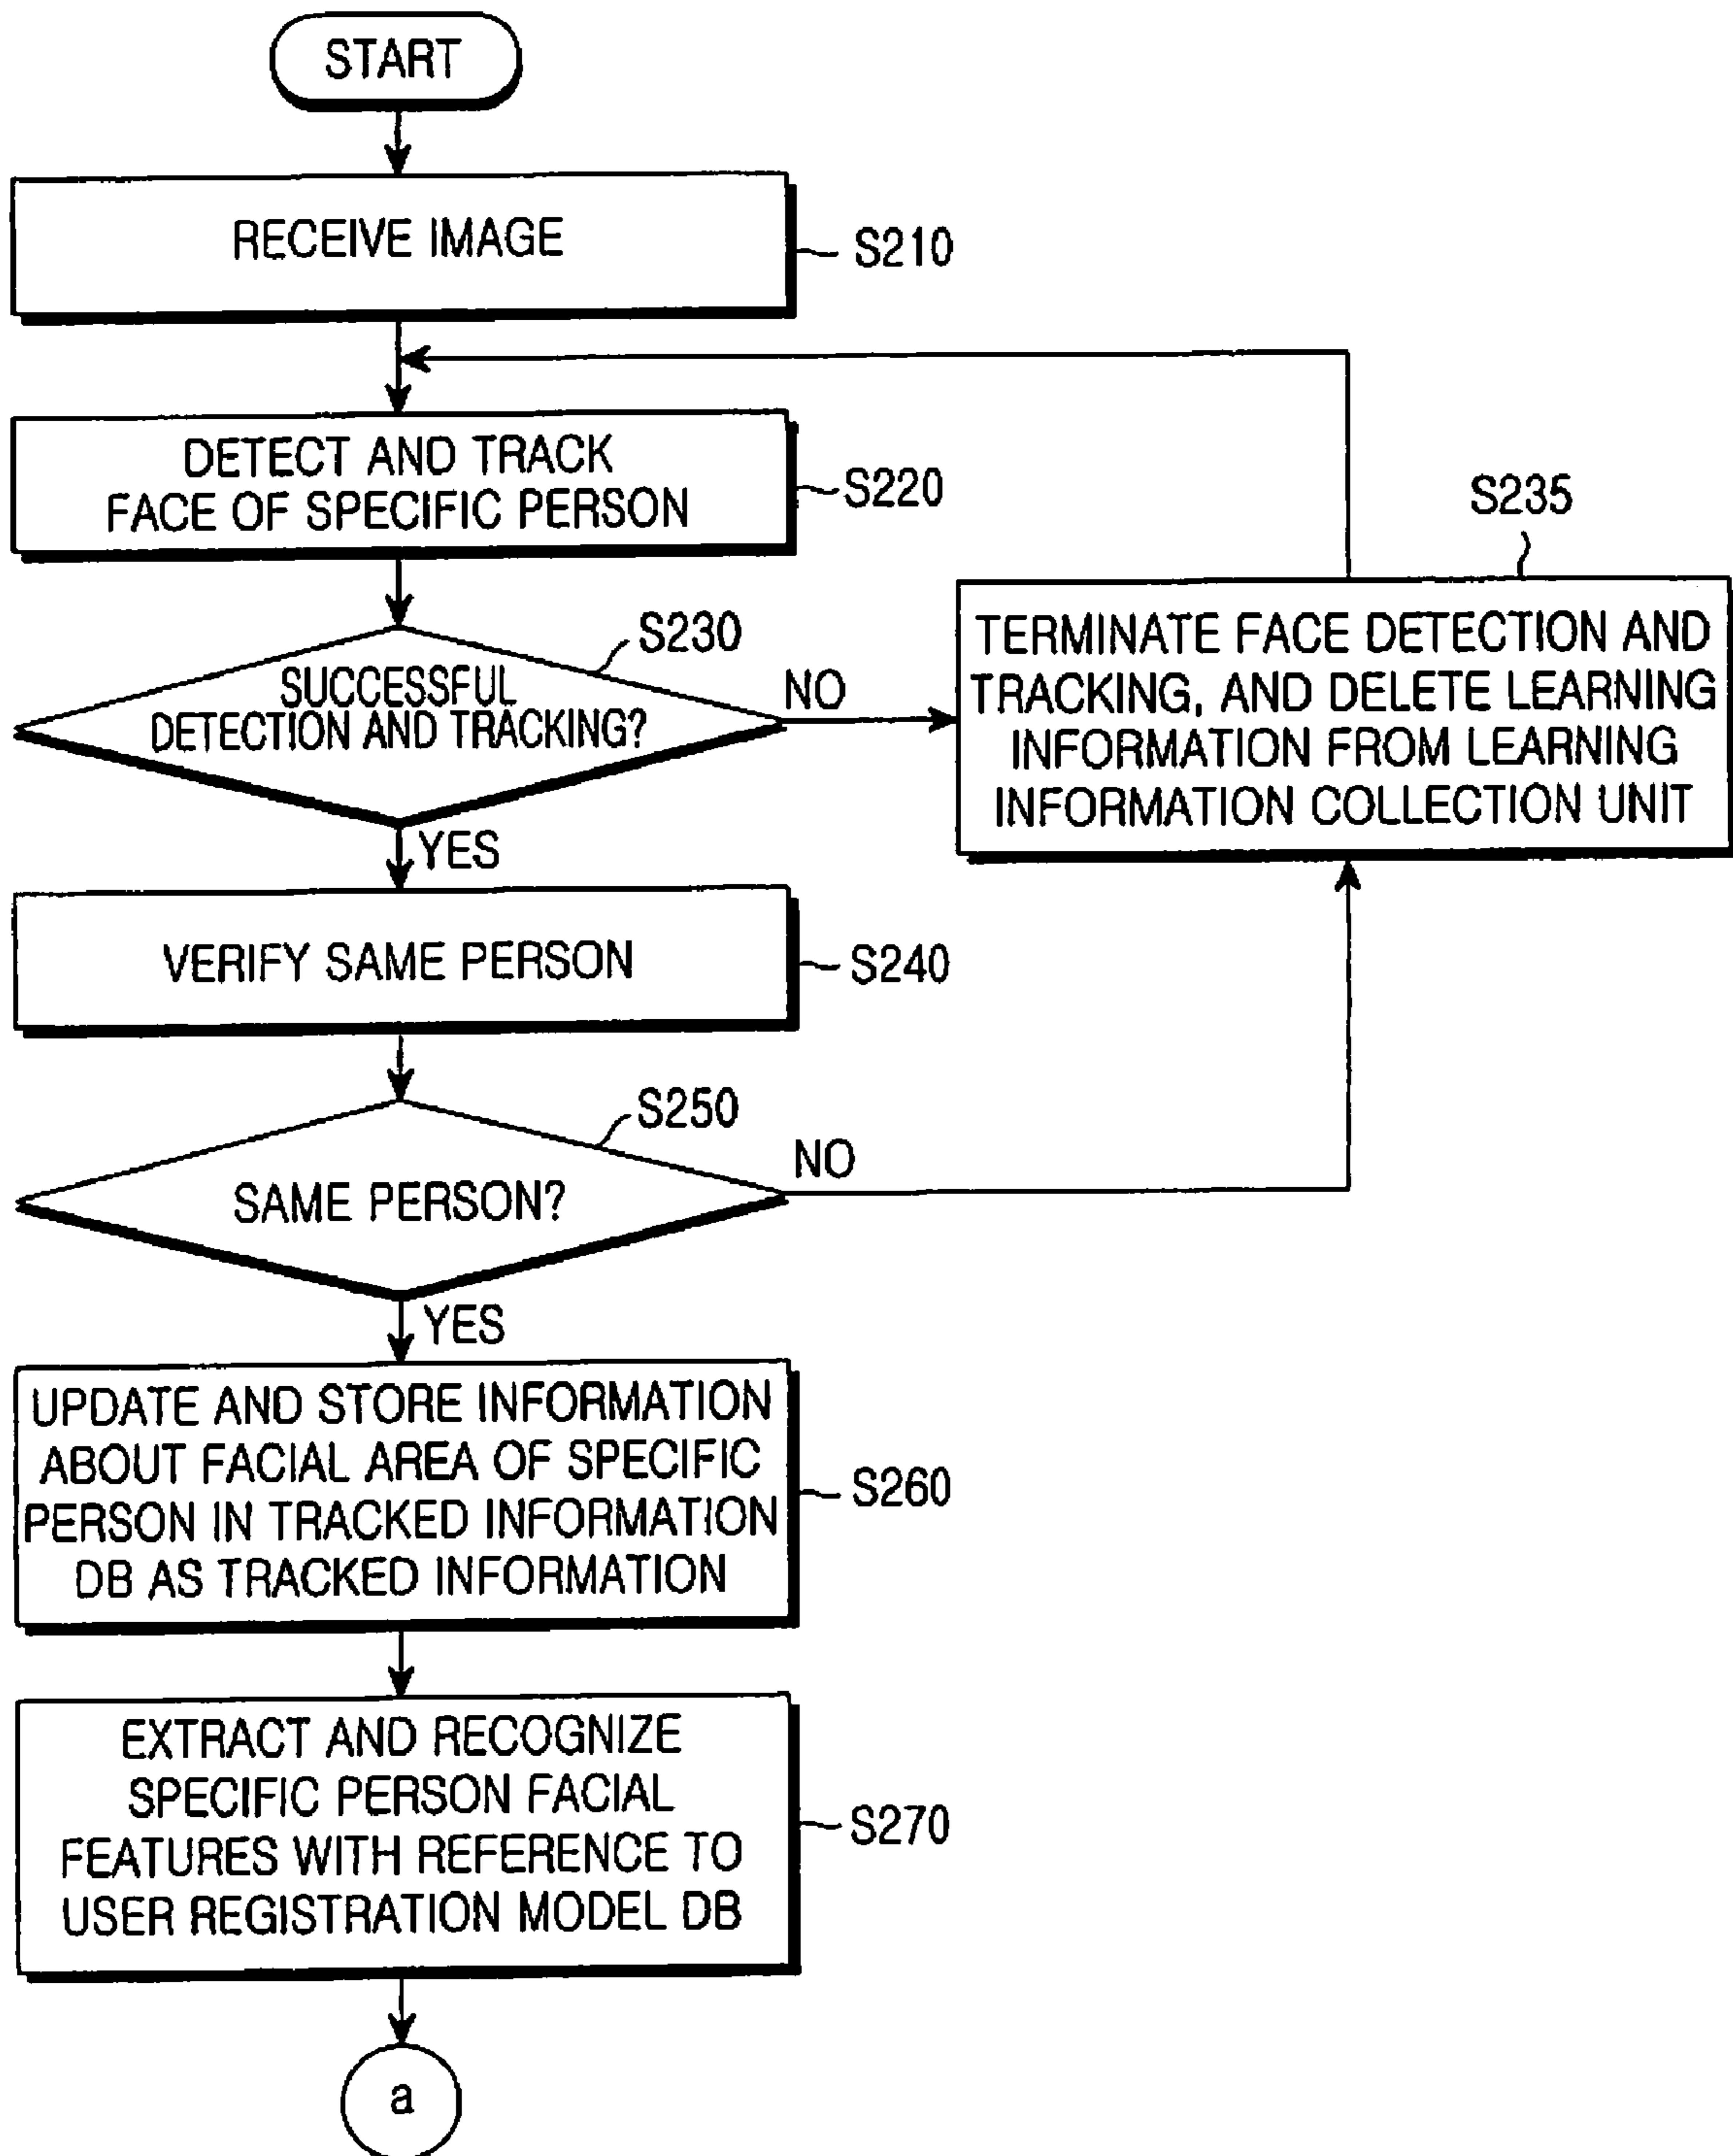 START
RECEIVE IMAGE
S210
DETECT AND TRACK
FACE OF SPECIFIC PERSON
S220
S230
SUCCESSFUL
DETECTION AND TRACKING?
NO
YES
S235
TERMINATE FACE DETECTION AND
TRACKING, AND DELETE LEARNING
INFORMATION FROM LEARNING
INFORMATION COLLECTION UNIT
VERIFY SAME PERSON
S240
S250
SAME PERSON?
NO
YES
UPDATE AND STORE INFORMATION
ABOUT FACIAL AREA OF SPECIFIC
PERSON IN TRACKED INFORMATION
DB AS TRACKED INFORMATION
S260
EXTRACT AND RECOGNIZE
SPECIFIC PERSON FACIAL
FEATURES WITH REFERENCE TO
USER REGISTRATION MODEL DB
S270
a